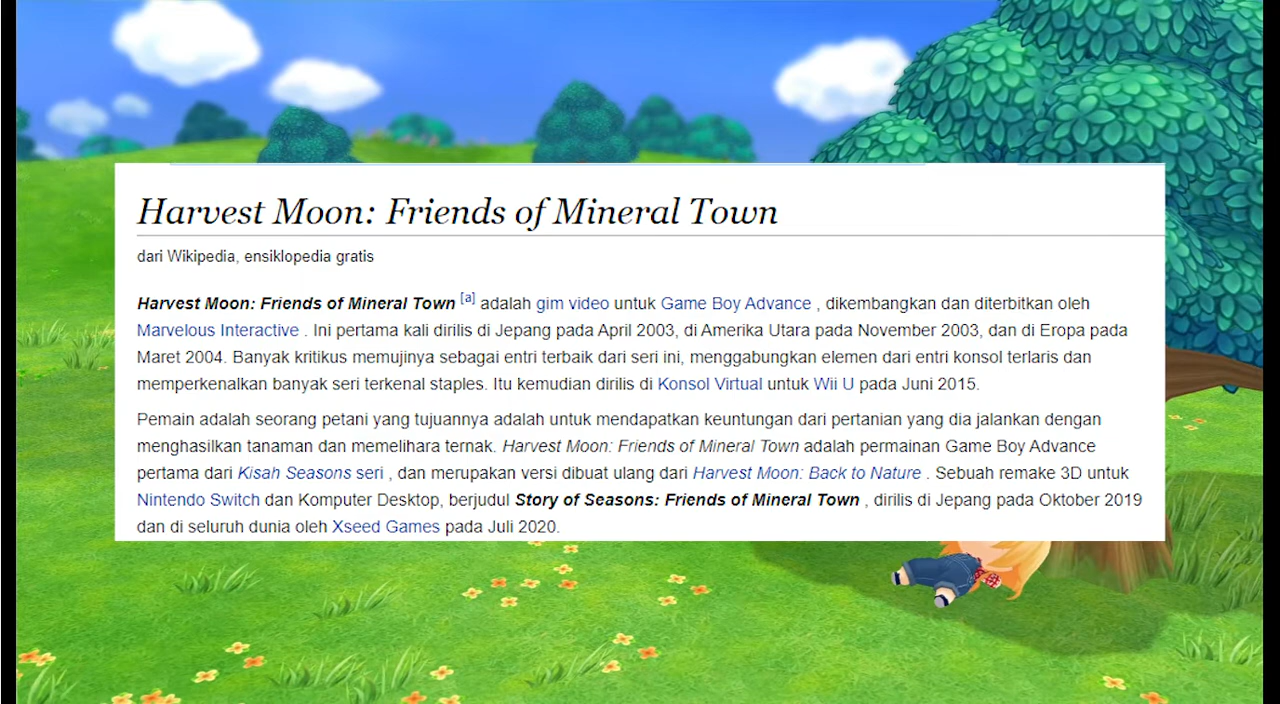 Harvest Moon: Friends of Mineral Town
dari Wikipedia, ensiklopedia gratis
Harvest Moon: Friends of Mineral Town [a] adalah gim video untuk Game Boy Advance , dikembangkan dan diterbitkan oleh
Marvelous Interactive . Ini pertama kali dirilis di Jepang pada April 2003, di Amerika Utara pada November 2003, dan di Eropa pada
Maret 2004. Banyak kritikus memujinya sebagai entri terbaik dari seri ini, menggabungkan elemen dari entri konsol terlaris dan
memperkenalkan banyak seri terkenal staples. Itu kemudian dirilis di Konsol Virtual untuk Wii U pada Juni 2015.
Pemain adalah seorang petani yang tujuannya adalah untuk mendapatkan keuntungan dari pertanian yang dia jalankan dengan
menghasilkan tanaman dan memelihara ternak. Harvest Moon: Friends of Mineral Town adalah permainan Game Boy Advance
pertama dari Kisah Seasons seri , dan merupakan versi dibuat ulang dari Harvest Moon: Back to Nature . Sebuah remake 3D untuk
Nintendo Switch dan Komputer Desktop, berjudul Story of Seasons: Friends of Mineral Town , dirilis di Jepang pada Oktober 2019
dan di seluruh dunia oleh Xseed Games pada Juli 2020.